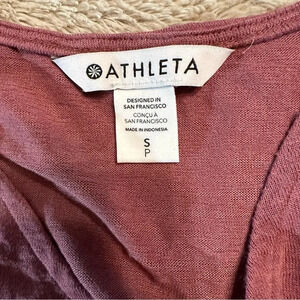 ATHLETA
DESIGNED IN
SAN FRANCISCO
CONÇU À
SAN FRANCISCO
MADE IN INDONESIA
S
P